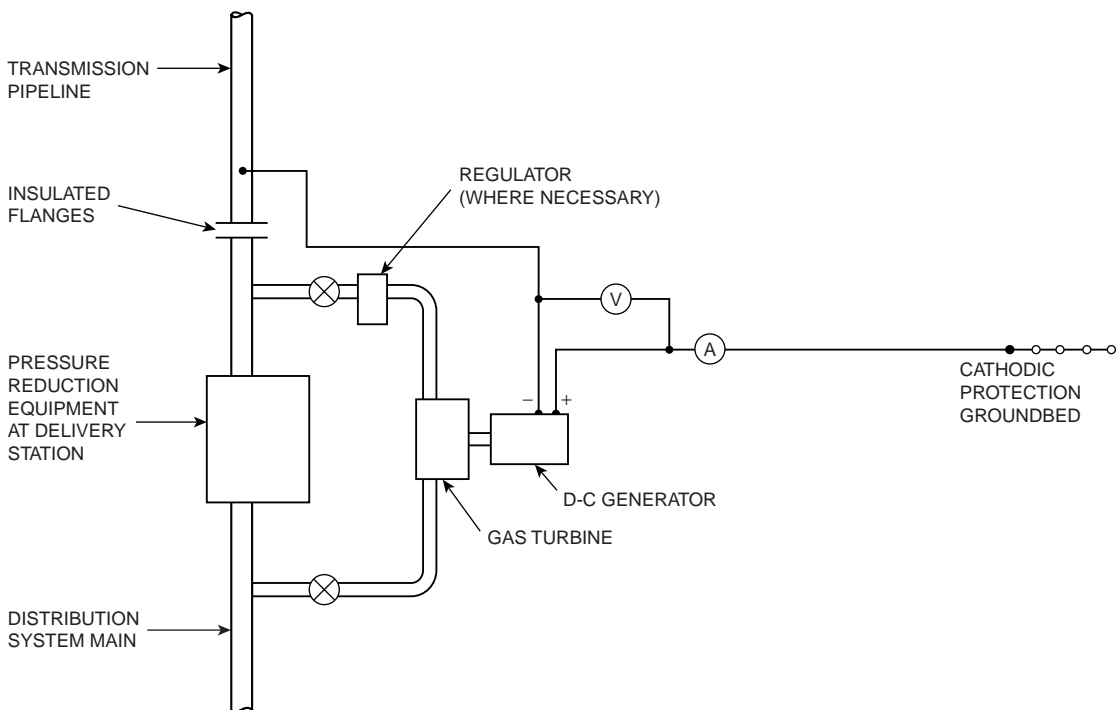 TRANSMISSION
PIPELINE
INSULATED
FLANGES
REGULATOR
(WHERE NECESSARY)
V
A
PRESSURE
REDUCTION
EQUIPMENT
AT DELIVERY
STATION
CATHODIC
PROTECTION
GROUNDBED
− +
D-C GENERATOR
GAS TURBINE
DISTRIBUTION
SYSTEM MAIN